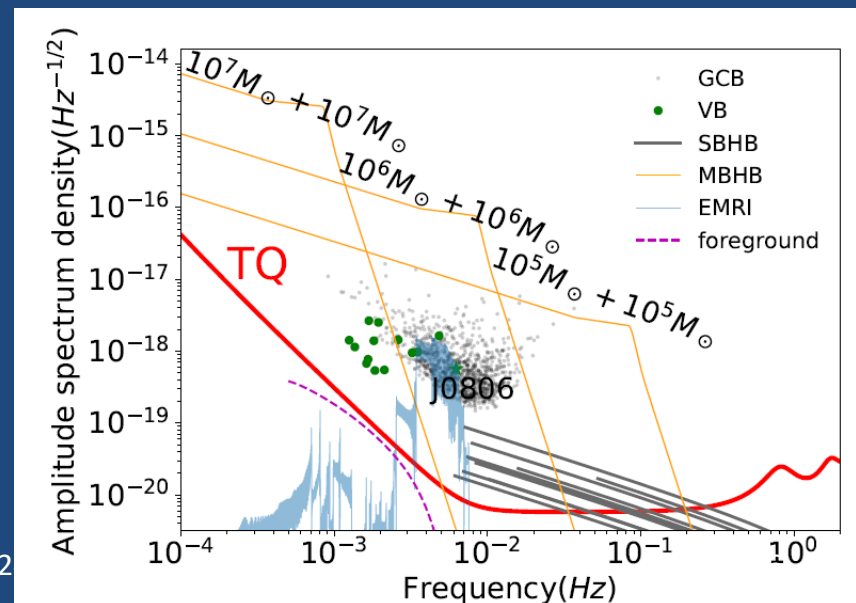 Amplitude spectrum density(Hz^{-1/2})
10^{-14}
10^{-15}
10^{-16}
10^{-17}
10^{-18}
10^{-19}
10^{-20}
10^7M_⊙ + 10^7M_⊙
10^6M_⊙ + 10^6M_⊙
10^5M_⊙ + 10^5M_⊙
TQ
J0806
GCB
VB
SBHB
MBHB
EMRI
foreground
10^{-4}
10^{-3}
10^{-2}
10^{-1}
10^0
Frequency(Hz)
2